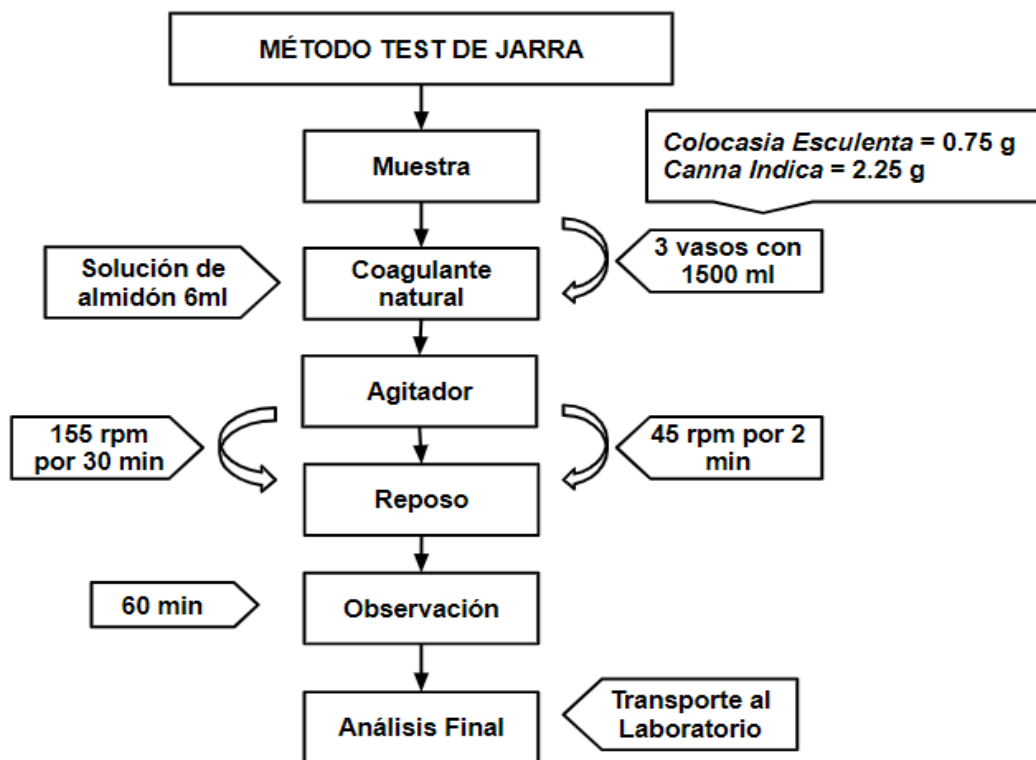 MÉTODO TEST DE JARRA
Muestra
Colocasia Esculenta = 0.75 g
Canna Indica = 2.25 g
Solución de
almidón 6ml
Coagulante
natural
3 vasos con
1500 ml
Agitador
155 rpm
por 30 min
45 rpm por 2
min
Reposo
60 min
Observación
Análisis Final
Transporte al
Laboratorio